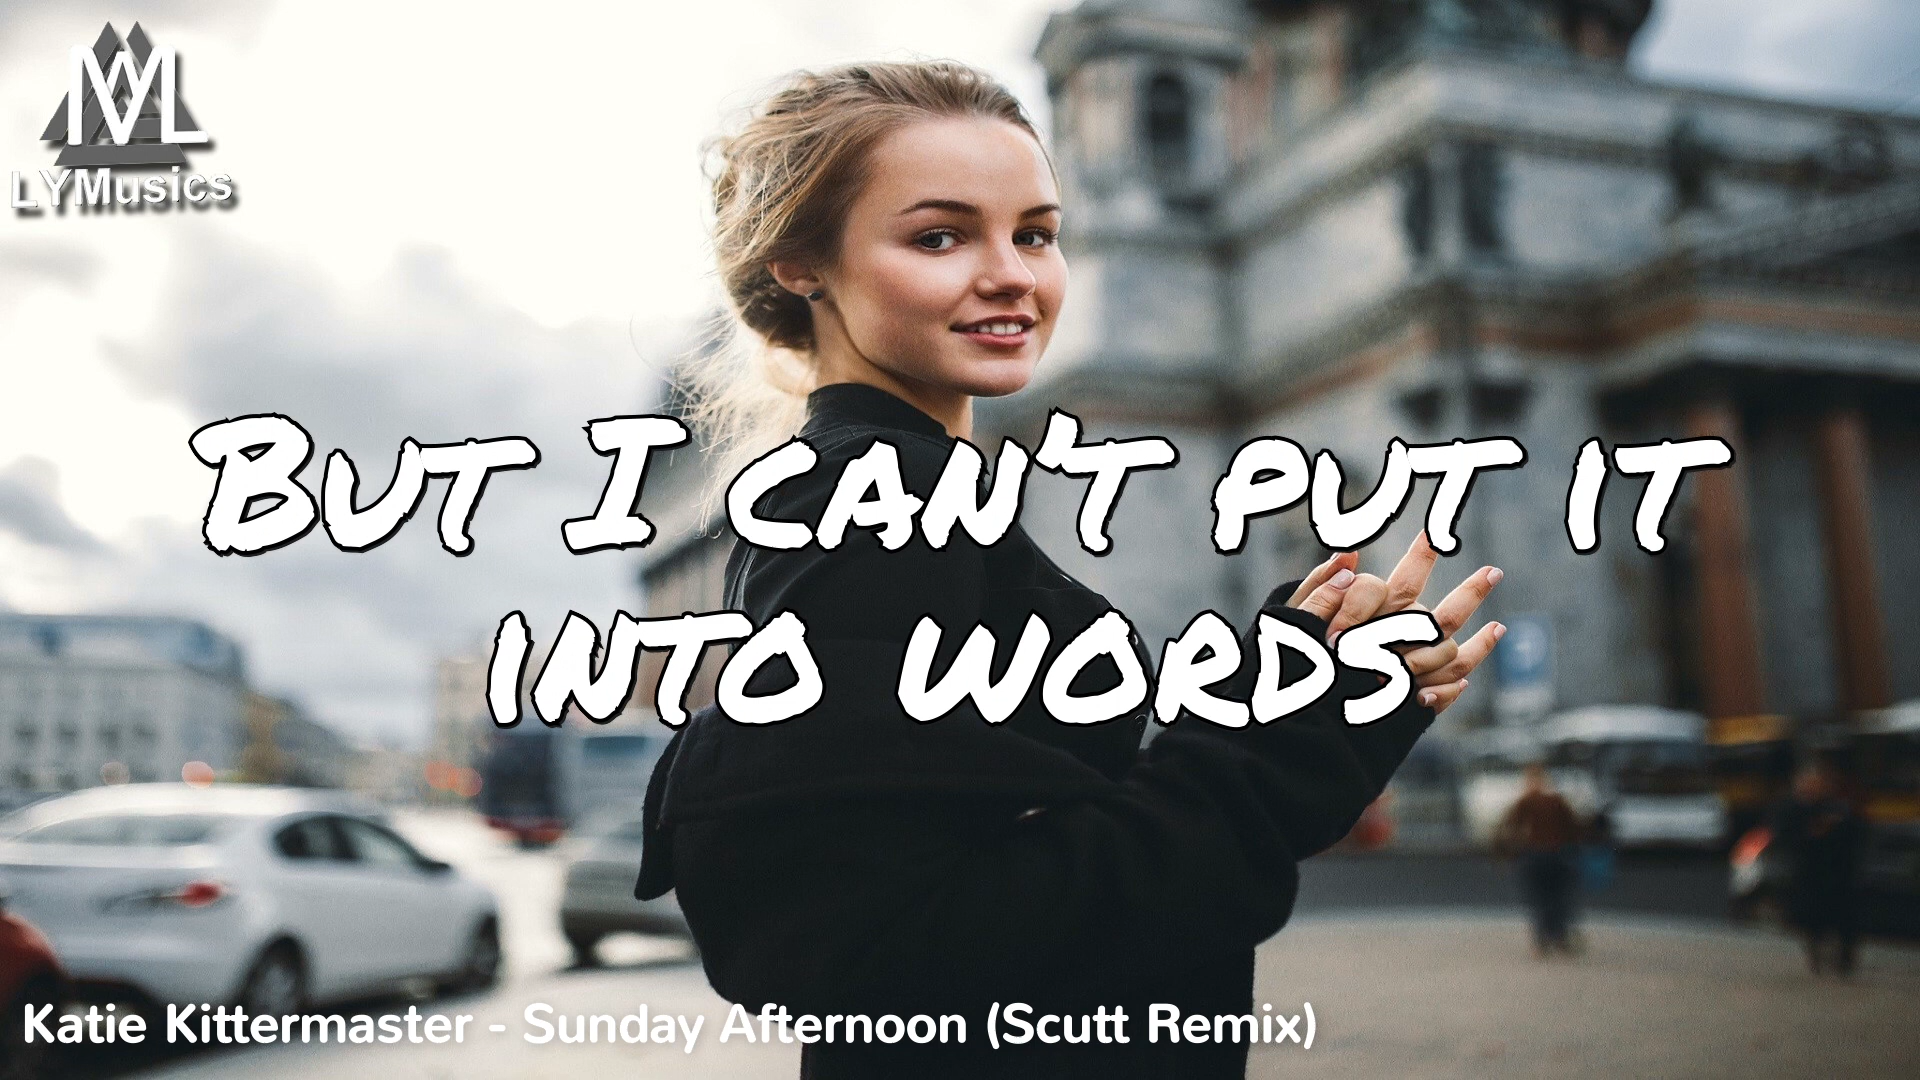 LYMusics
But I can't put it
into words
Katie Kittermaster - Sunday Afternoon (Scutt Remix)